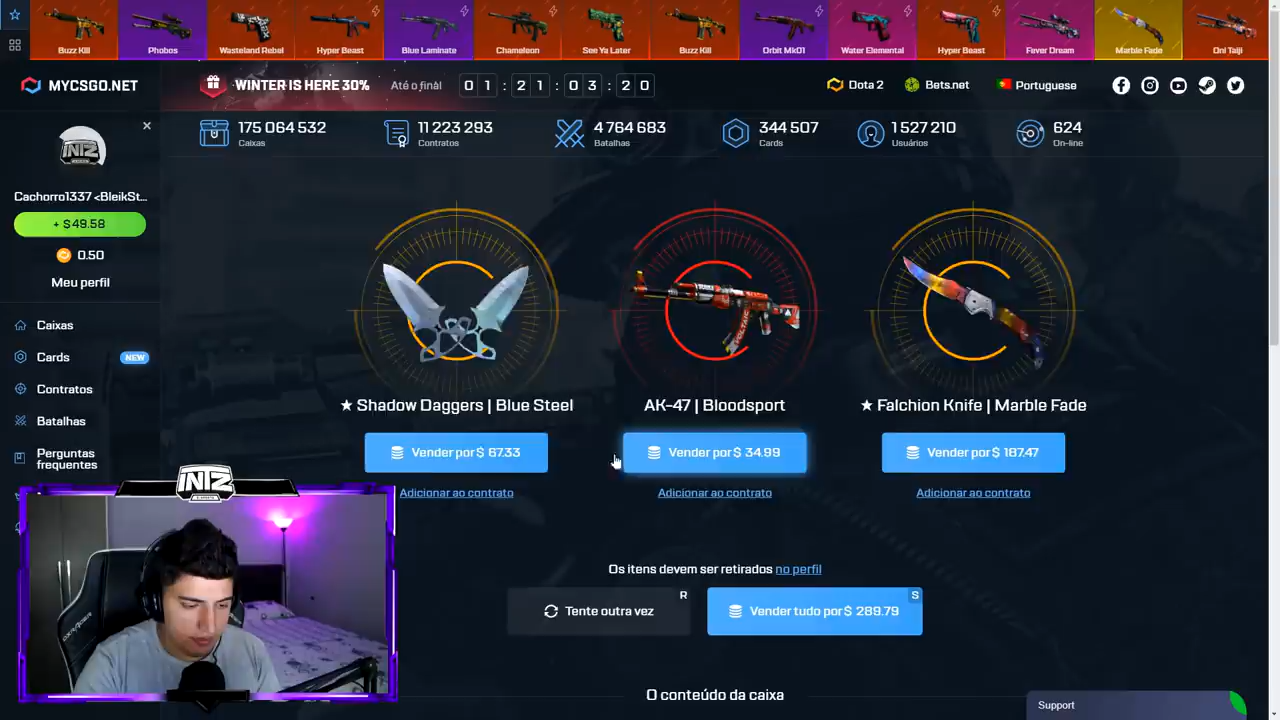 Buzz Kill
Phobos
Wasteland Rebel
Hyper Beast
Blue Laminate
Chameleon
See Ya Later
Buzz Kill
Orbit Mk01
Water Elemental
Hyper Beast
Fever Dream
Marble Fade
Oni Taiji
MYCSGO.NET
WINTER IS HERE 30%
Até o final
01:21:03:20
Dota 2
Bets.net
Portuguese
175 064 532
Caixas
11 223 293
Contratos
4 764 683
Batalhas
344 507
Cards
1 527 210
Usuários
624
On-line
INTZ
Cachorro1337 <BleikSt...
+ $49.58
0.50
Meu perfil
Caixas
Cards
NEW
Contratos
Batalhas
Perguntas
frequentes
★ Shadow Daggers | Blue Steel
Vender por $ 67.33
Adicionar ao contrato
AK-47 | Bloodsport
Vender por $ 34.99
Adicionar ao contrato
★ Falchion Knife | Marble Fade
Vender por $ 187.47
Adicionar ao contrato
Os itens devem ser retirados no perfil
Tente outra vez
R
Vender tudo por $ 289.79
S
O conteúdo da caixa
Support
INTZ